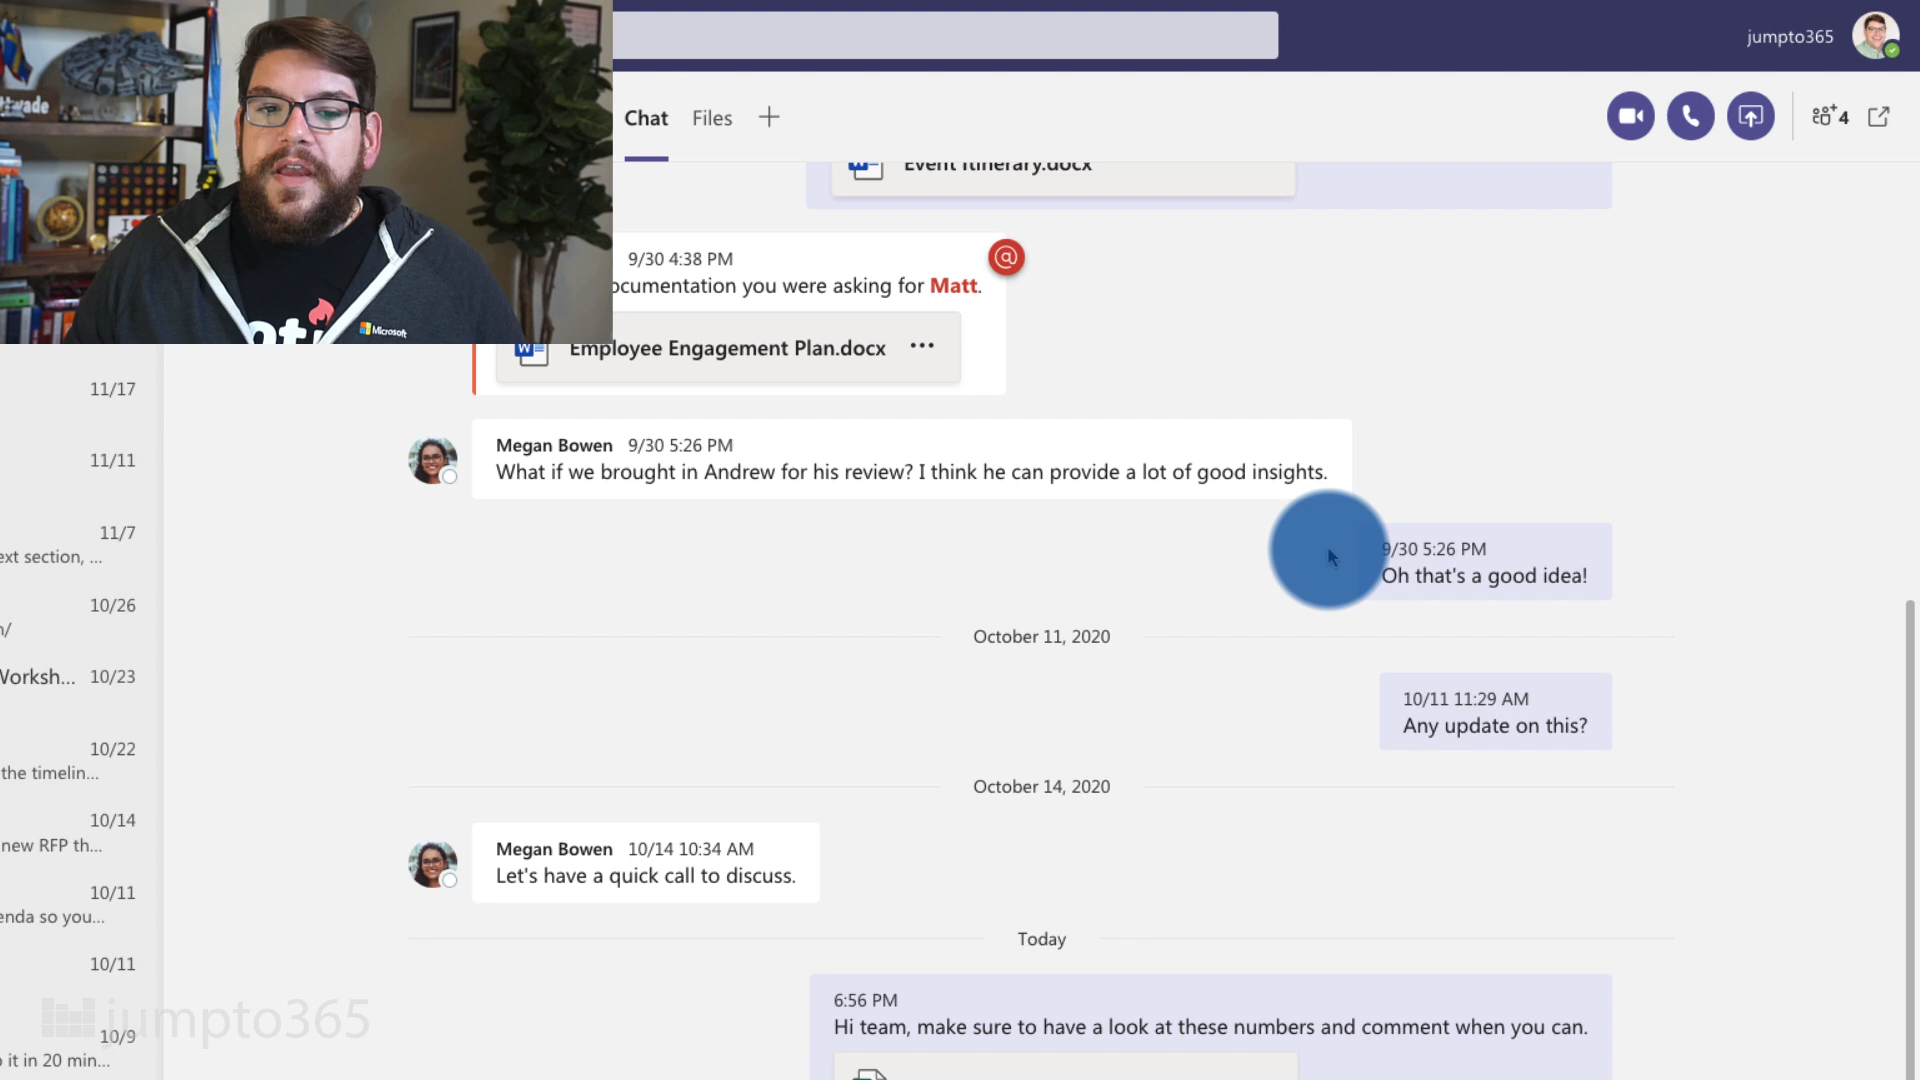 jumpto365
Chat
Files
4
Event Itinerary.docx
9/30 4:38 PM
ocumentation you were asking for Matt.
Employee Engagement Plan.docx
Microsoft
11/17
11/11
11/7
ext section, ...
10/26
n/
Worksh... 10/23
10/22
the timelin...
10/14
new RFP th...
10/11
enda so you...
10/11
10/9
o it in 20 min...
Megan Bowen 9/30 5:26 PM
What if we brought in Andrew for his review? I think he can provide a lot of good insights.
9/30 5:26 PM
Oh that's a good idea!
October 11, 2020
10/11 11:29 AM
Any update on this?
October 14, 2020
Megan Bowen 10/14 10:34 AM
Let's have a quick call to discuss.
Today
6:56 PM
Hi team, make sure to have a look at these numbers and comment when you can.
jumpto365